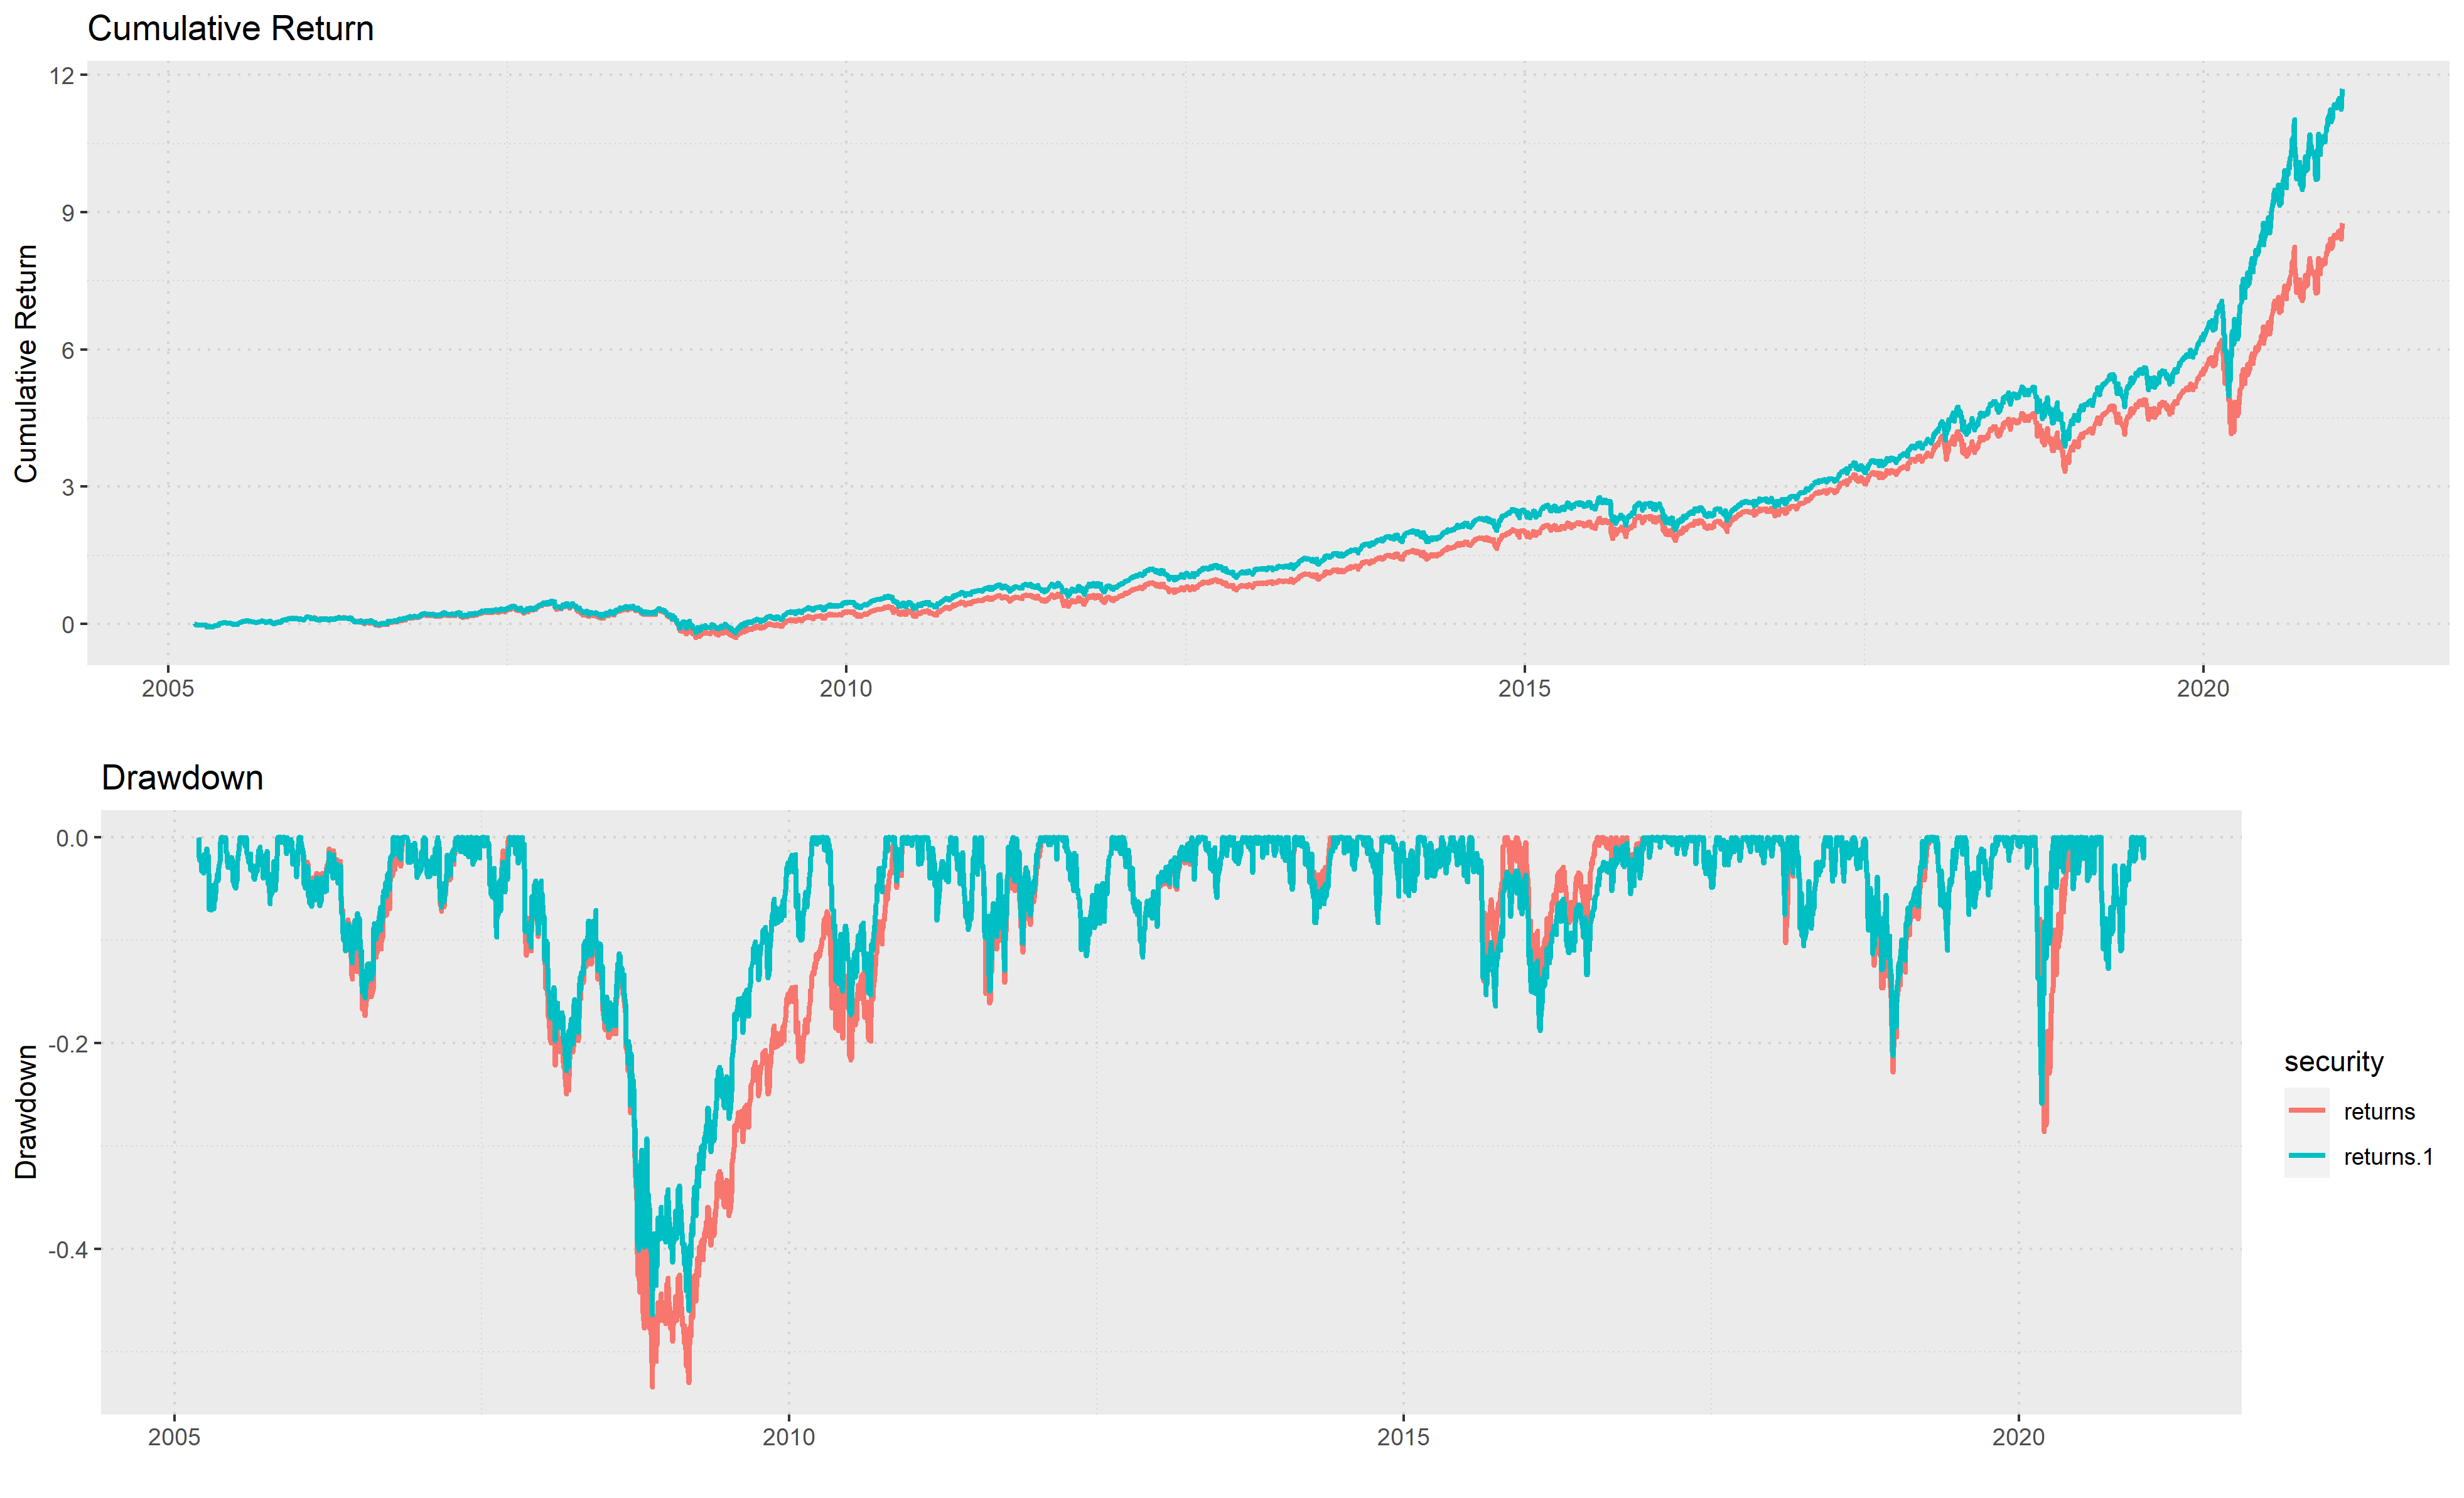 Cumulative Return
Cumulative Return
12
9
6
3
0
2005 2010 2015 2020
Drawdown
Drawdown
0.0
-0.2
-0.4
2005 2010 2015 2020
security
returns
returns.1